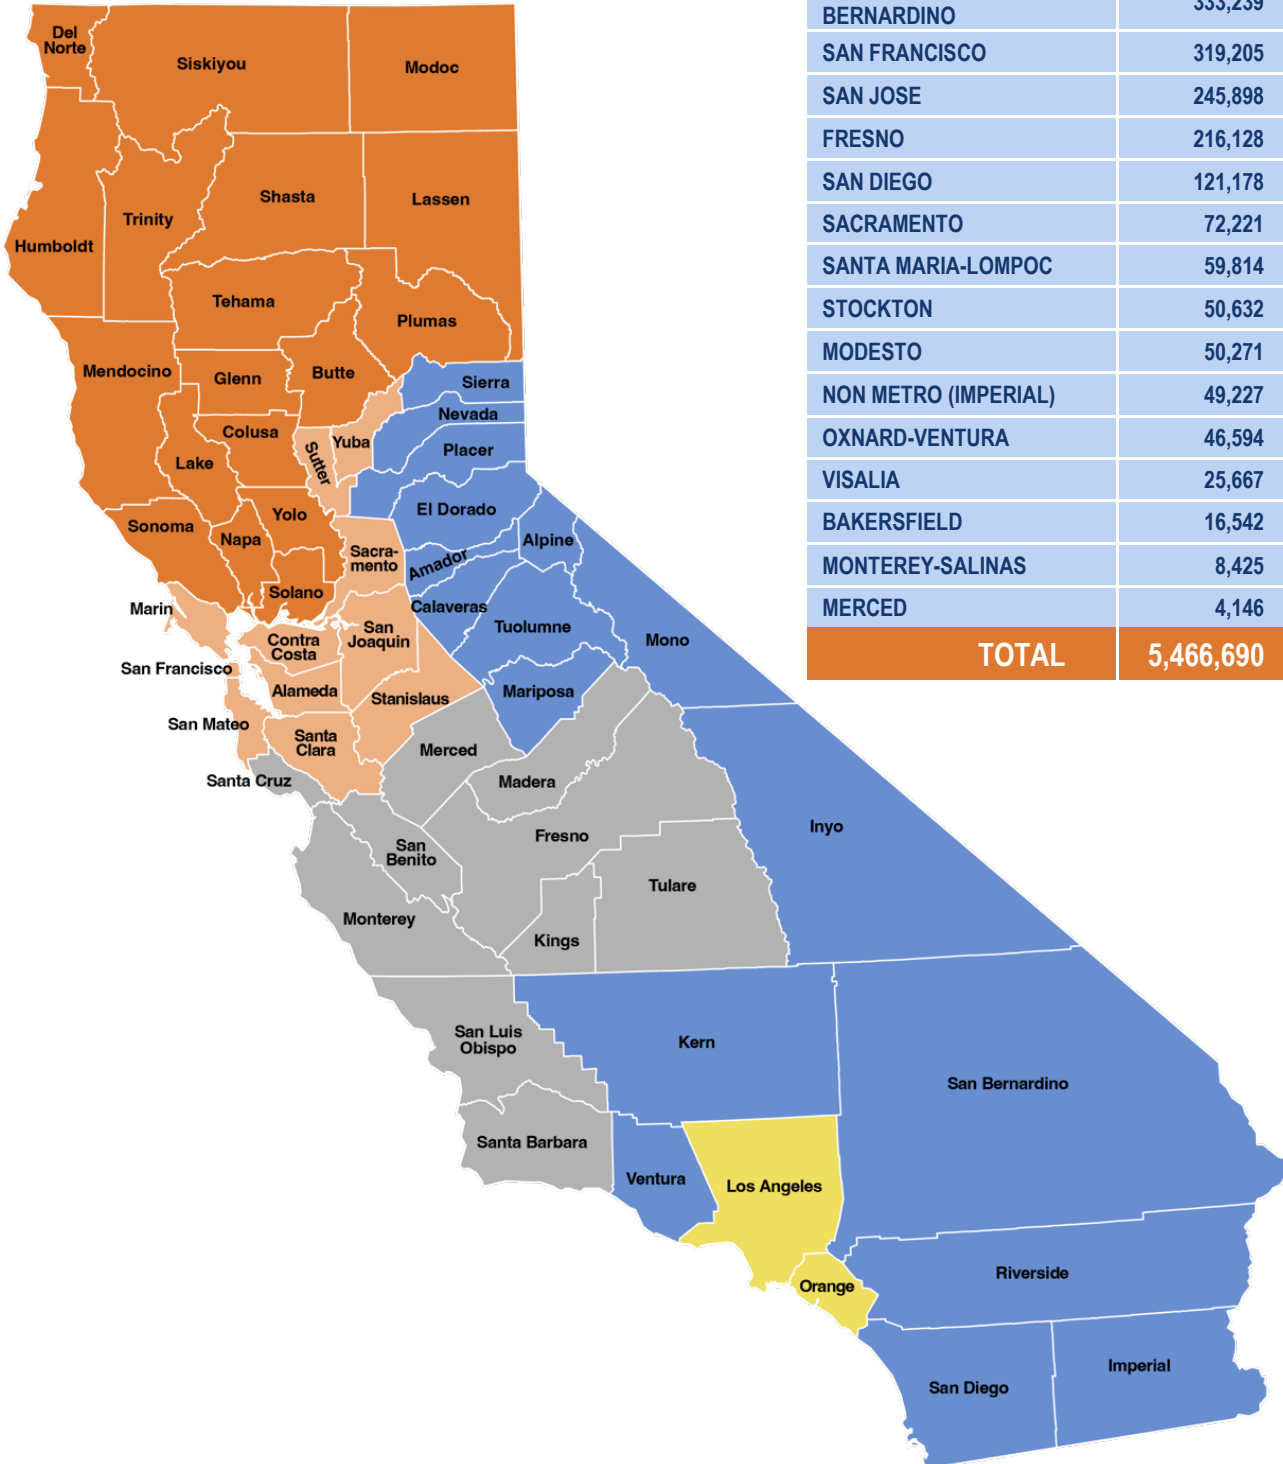 BERNARDINO 333,239
SAN FRANCISCO 319,205
SAN JOSE 245,898
FRESNO 216,128
SAN DIEGO 121,178
SACRAMENTO 72,221
SANTA MARIA-LOMPOC 59,814
STOCKTON 50,632
MODESTO 50,271
NON METRO (IMPERIAL) 49,227
OXNARD-VENTURA 46,594
VISALIA 25,667
BAKERSFIELD 16,542
MONTEREY-SALINAS 8,425
MERCED 4,146
TOTAL 5,466,690
Del
Norte
Siskiyou
Modoc
Humboldt
Trinity
Shasta
Lassen
Tehama
Plumas
Mendocino
Glenn
Butte
Sierra
Nevada
Colusa
Sutter
Yuba
Placer
Lake
El Dorado
Sonoma
Yolo
Napa
Alpine
Sacra-
mento
Amador
Solano
Marin
Calaveras
Contra
Costa
San
Joaquin
Tuolumne
Mono
San Francisco
Alameda
Stanislaus
Mariposa
San Mateo
Santa
Clara
Merced
Santa Cruz
Madera
Inyo
San
Benito
Fresno
Tulare
Monterey
Kings
San Luis
Obispo
Kern
San Bernardino
Santa Barbara
Ventura
Los Angeles
Orange
Riverside
San Diego
Imperial